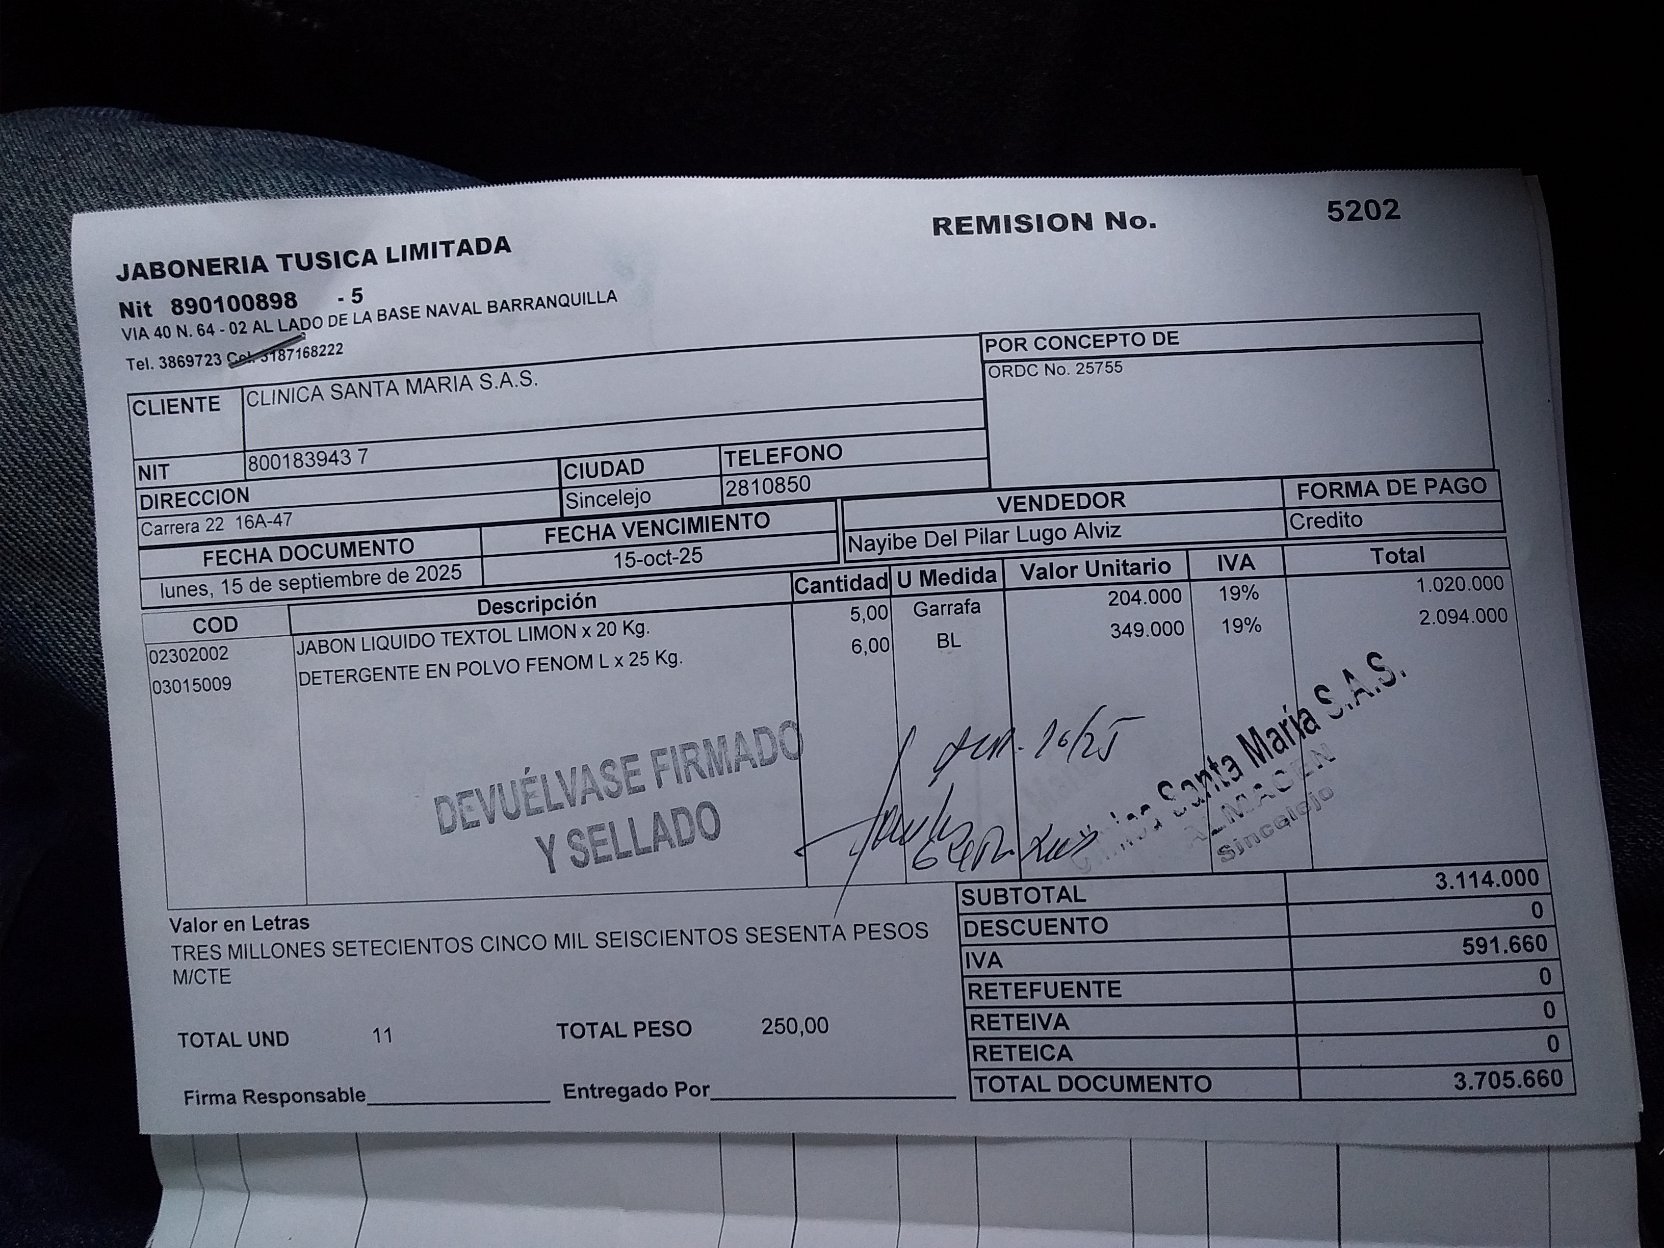 JABONERIA TUSICA LIMITADA
REMISION No. 5202
Nit 890100898 - 5
VIA 40 N. 64 - 02 AL LADO DE LA BASE NAVAL BARRANQUILLA
Tel. 3869723 Cel. 3187168222
CLIENTE CLINICA SANTA MARIA S.A.S.
POR CONCEPTO DE
ORDC No. 25755
NIT 800183943 7
DIRECCION CIUDAD TELEFONO
Carrera 22 16A-47 Sincelejo 2810850
FECHA DOCUMENTO FECHA VENCIMIENTO VENDEDOR FORMA DE PAGO
lunes, 15 de septiembre de 2025 15-oct-25 Nayibe Del Pilar Lugo Alviz Credito
COD Descripción Cantidad U Medida Valor Unitario IVA Total
02302002 JABON LIQUIDO TEXTOL LIMON x 20 Kg. 5,00 Garrafa 204.000 19% 1.020.000
03015009 DETERGENTE EN POLVO FENOM L x 25 Kg. 6,00 BL 349.000 19% 2.094.000
DEVUÉLVASE FIRMADO
Y SELLADO
16/25
Santa María S.A.S.
ALMACEN
Sincelejo
Valor en Letras
TRES MILLONES SETECIENTOS CINCO MIL SEISCIENTOS SESENTA PESOS
M/CTE
TOTAL UND 11 TOTAL PESO 250,00
Firma Responsable Entregado Por
SUBTOTAL 3.114.000
DESCUENTO 0
IVA 591.660
RETEFUENTE 0
RETEIVA 0
RETEICA 0
TOTAL DOCUMENTO 3.705.660